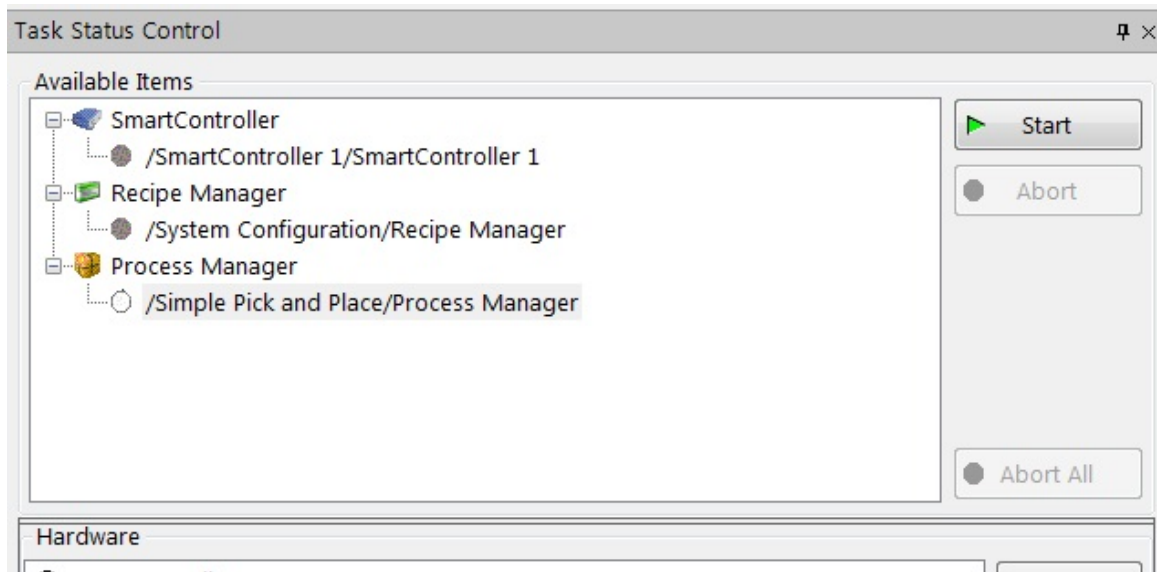 Task Status Control
Available Items
SmartController
/SmartController 1/SmartController 1
Recipe Manager
/System Configuration/Recipe Manager
Process Manager
/Simple Pick and Place/Process Manager
Start
Abort
Abort All
Hardware